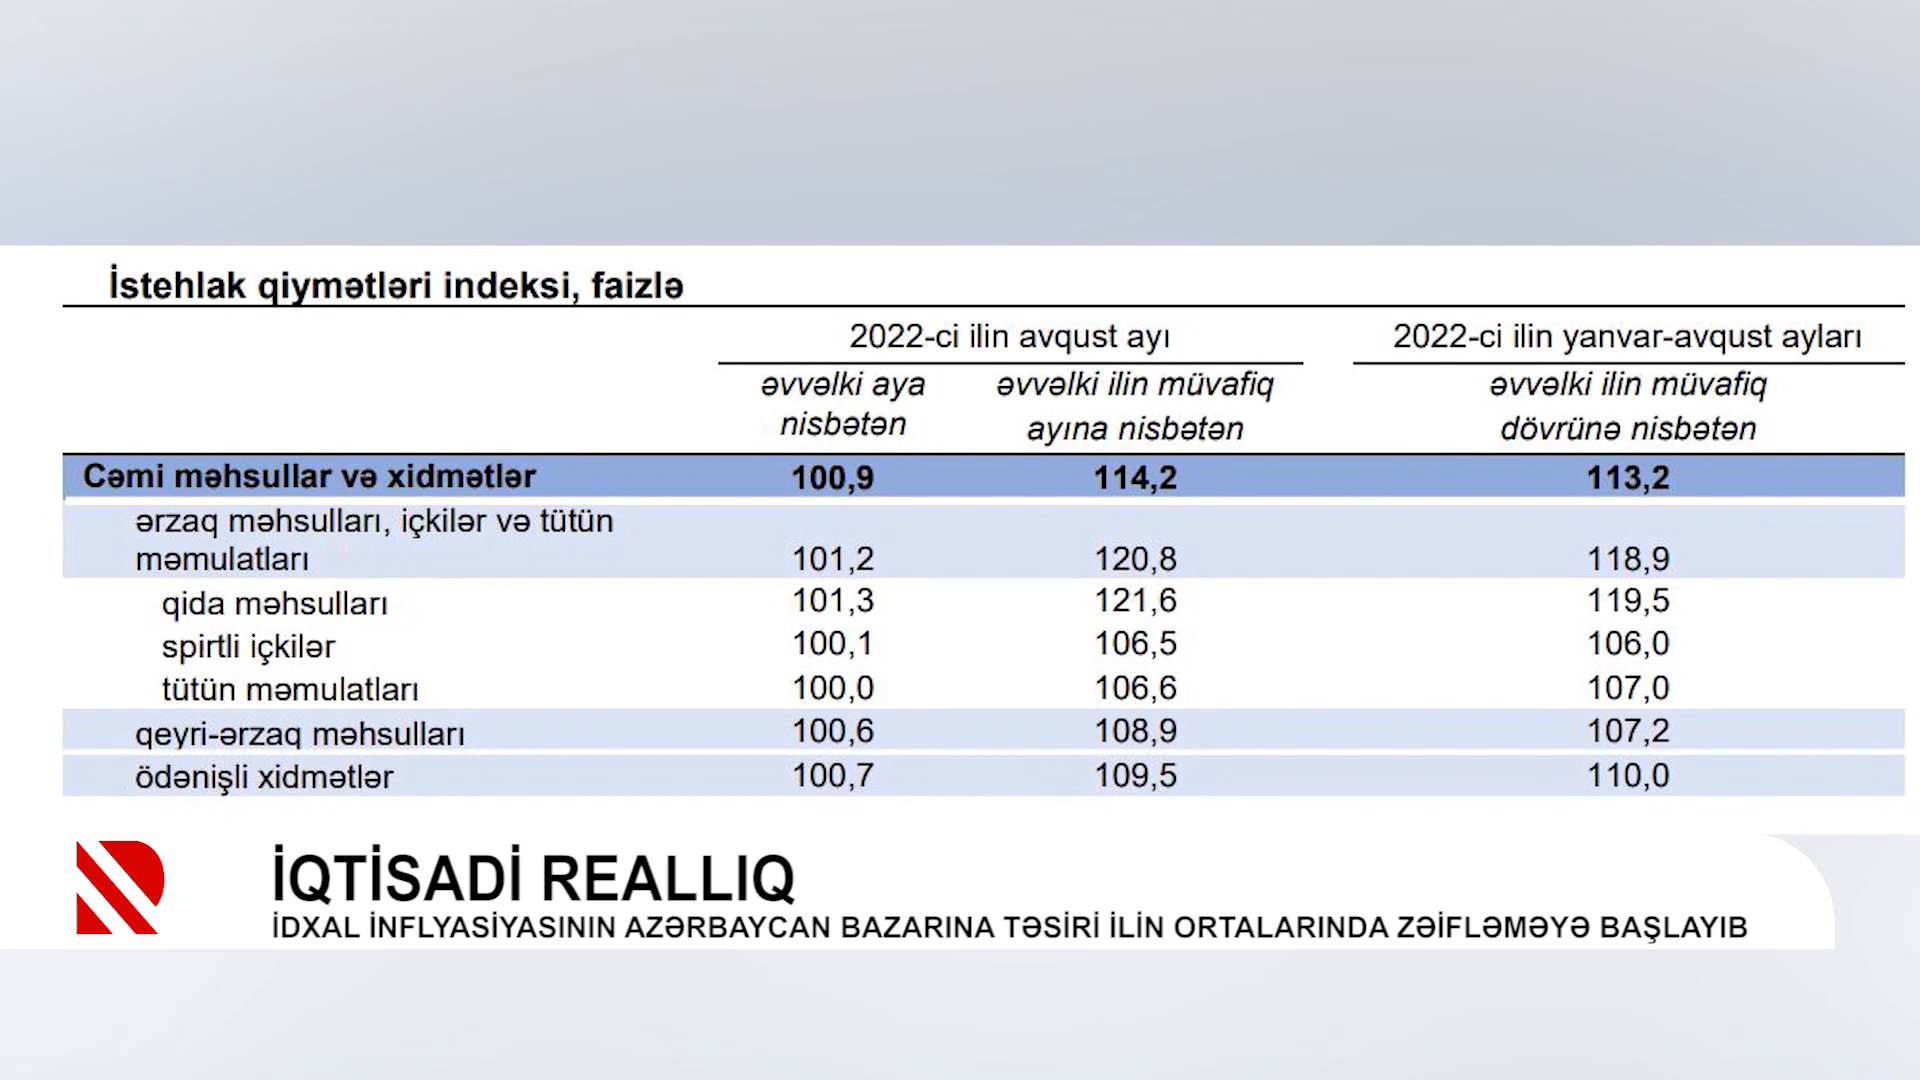 İstehlak qiymətləri indeksi, faizlə
2022-ci ilin avqust ayı 2022-ci ilin yanvar-avqust ayları
əvvəlki aya əvvəlki ilin müvafiq əvvəlki ilin müvafiq
nisbətən ayına nisbətən dövrünə nisbətən
Cəmi məhsullar və xidmətlər 100,9 114,2 113,2
ərzaq məhsulları, içkilər və tütün
məmulatları 101,2 120,8 118,9
qida məhsulları 101,3 121,6 119,5
spirtli içkilər 100,1 106,5 106,0
tütün məmulatları 100,0 106,6 107,0
qeyri-ərzaq məhsulları 100,6 108,9 107,2
ödənişli xidmətlər 100,7 109,5 110,0
İQTİSADİ REALLIQ
İDXAL İNFLYASİYASININ AZƏRBAYCAN BAZARINA TƏSİRİ İLİN ORTALARINDA ZƏİFLƏMƏYƏ BAŞLAYIB